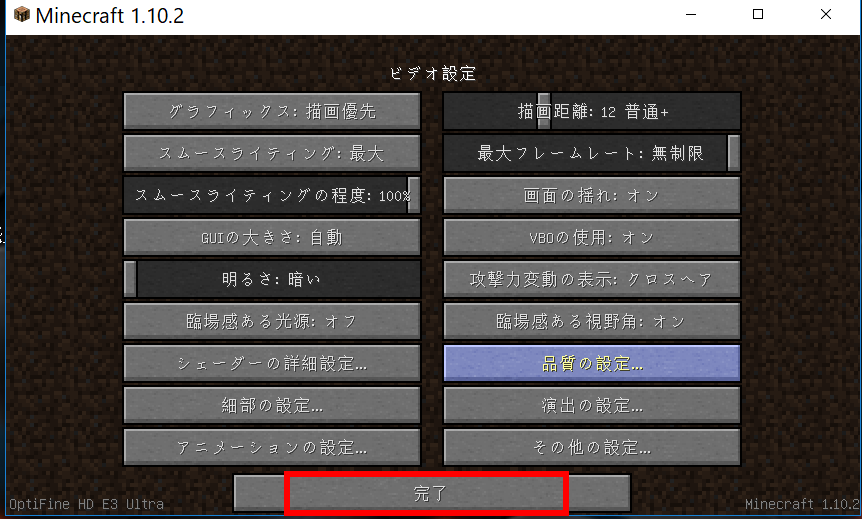 Minecraft 1.10.2
ビデオ設定
グラフィックス: 描画優先
描画距離: 12 普通+
スムースライティング: 最大
最大フレームレート: 無制限
スムースライティングの程度: 100%
画面の揺れ: オン
GUIの大きさ: 自動
VBOの使用: オン
明るさ: 暗い
攻撃力変動の表示: クロスヘア
臨場感ある光源: オフ
臨場感ある視野角: オン
シェーダーの詳細設定...
品質の設定...
細部の設定...
演出の設定...
アニメーションの設定...
その他の設定...
完了
OptiFine HD E3 Ultra
Minecraft 1.10.2